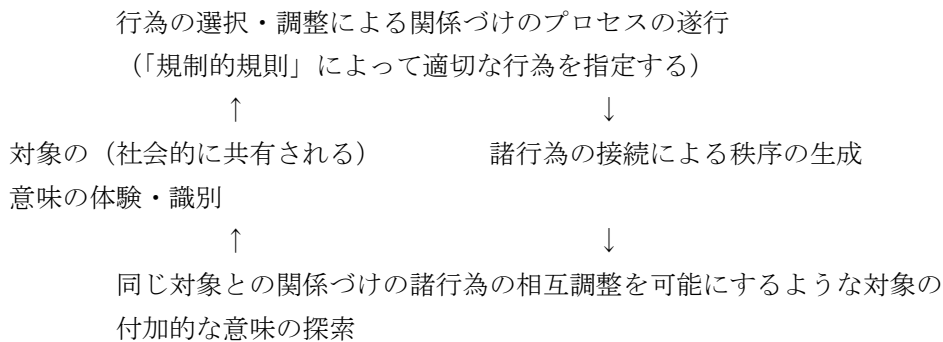 行為の選択・調整による関係づけのプロセスの遂行
（「規制的規則」によって適切な行為を指定する）
↑ ↓
対象の（社会的に共有される） 諸行為の接続による秩序の生成
意味の体験・識別
↑ ↓
同じ対象との関係づけの諸行為の相互調整を可能にするような対象の
付加的な意味の探索